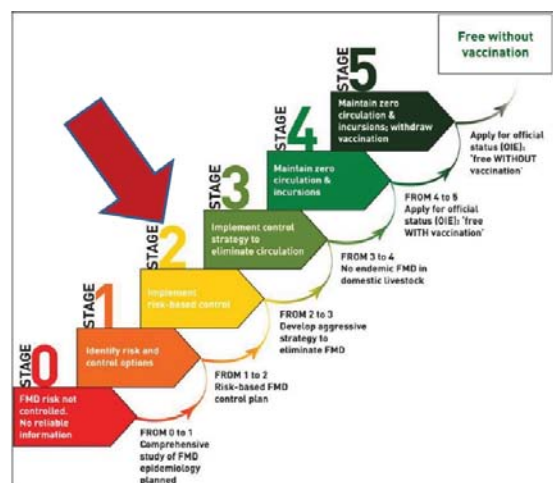 Free without
vaccination
STAGE 5
Maintain zero
circulation &
incursions; withdraw
vaccination
Apply for official
status (OIE):
'free WITHOUT
vaccination'
STAGE 4
Maintain zero
circulation &
incursions
FROM 4 to 5
Apply for official
status (OIE): 'free
WITH vaccination'
STAGE 3
Implement control
strategy to
eliminate circulation
FROM 3 to 4
No endemic FMD in
domestic livestock
STAGE 2
Implement
risk-based control
FROM 2 to 3
Develop aggressive
strategy to
eliminate FMD
STAGE 1
Identify risk and
control options
FROM 1 to 2
Risk-based FMD
control plan
STAGE 0
FMD risk not
controlled.
No reliable
information
FROM 0 to 1
Comprehensive
study of FMD
epidemiology
planned